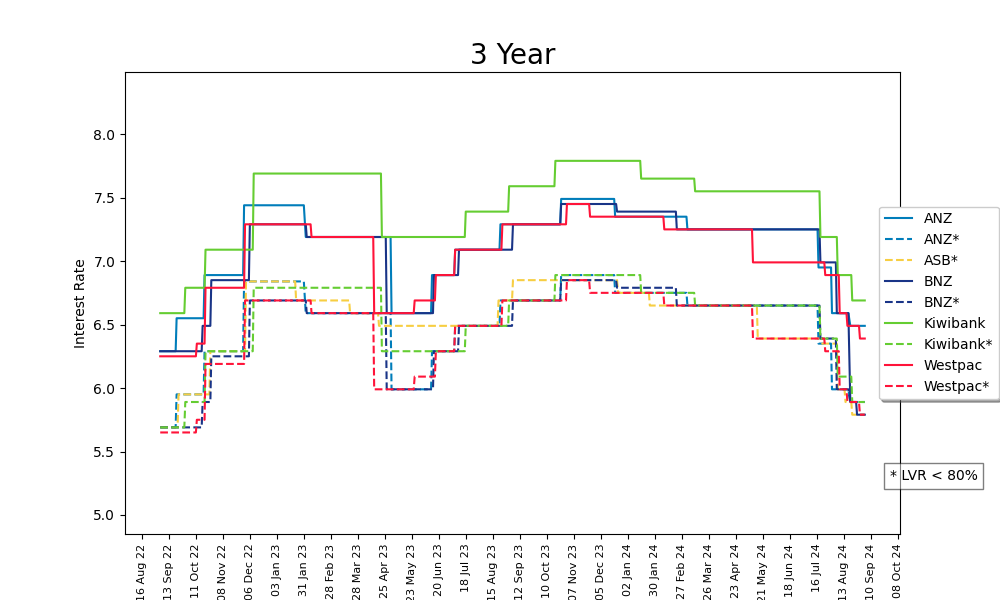 3 Year
Interest Rate
8.0
7.5
7.0
6.5
6.0
5.5
5.0
ANZ
ANZ*
ASB*
BNZ
BNZ*
Kiwibank
Kiwibank*
Westpac
Westpac*
* LVR < 80%
16 Aug 22
13 Sep 22
11 Oct 22
08 Nov 22
06 Dec 22
03 Jan 23
31 Jan 23
28 Feb 23
28 Mar 23
25 Apr 23
23 May 23
20 Jun 23
18 Jul 23
15 Aug 23
12 Sep 23
10 Oct 23
07 Nov 23
05 Dec 23
02 Jan 24
30 Jan 24
27 Feb 24
26 Mar 24
23 Apr 24
21 May 24
18 Jun 24
16 Jul 24
13 Aug 24
10 Sep 24
08 Oct 24